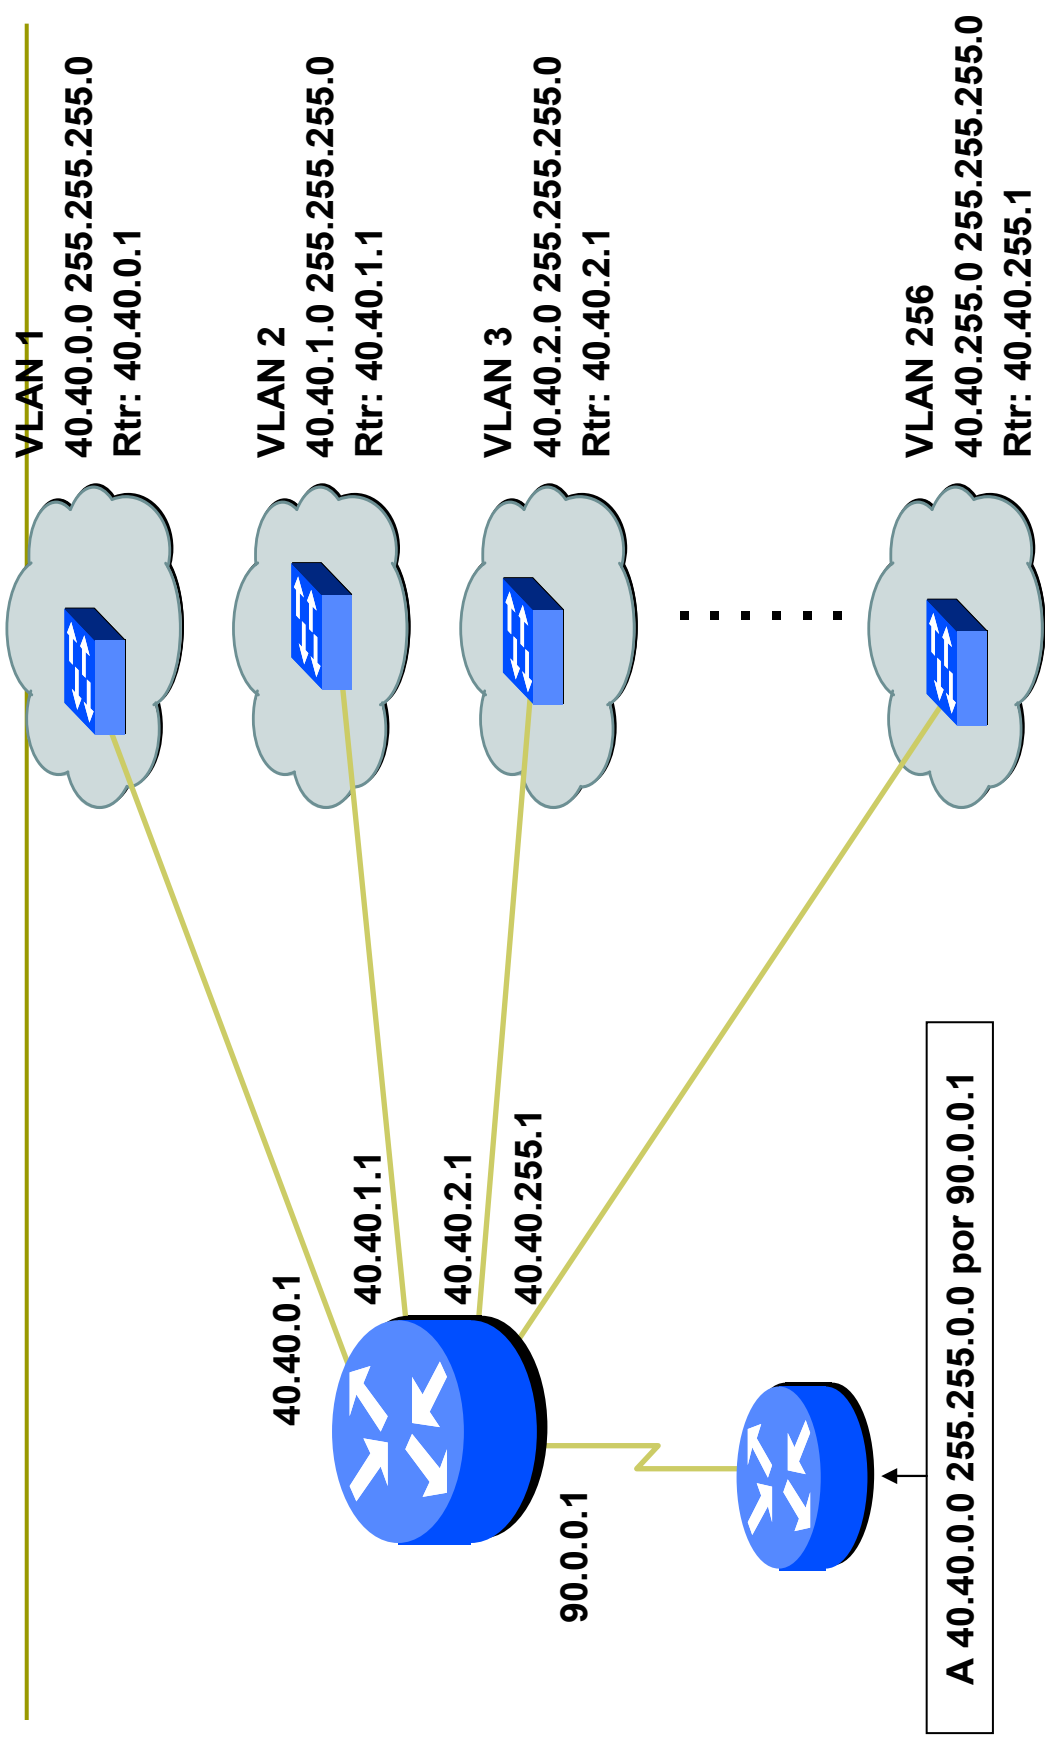 VLAN 1
40.40.0.0 255.255.255.0
Rtr: 40.40.0.1
VLAN 2
40.40.1.0 255.255.255.0
Rtr: 40.40.1.1
VLAN 3
40.40.2.0 255.255.255.0
Rtr: 40.40.2.1
VLAN 256
40.40.255.0 255.255.255.0
Rtr: 40.40.255.1
40.40.0.1
40.40.1.1
40.40.2.1
40.40.255.1
90.0.0.1
A 40.40.0.0 255.255.0.0 por 90.0.0.1